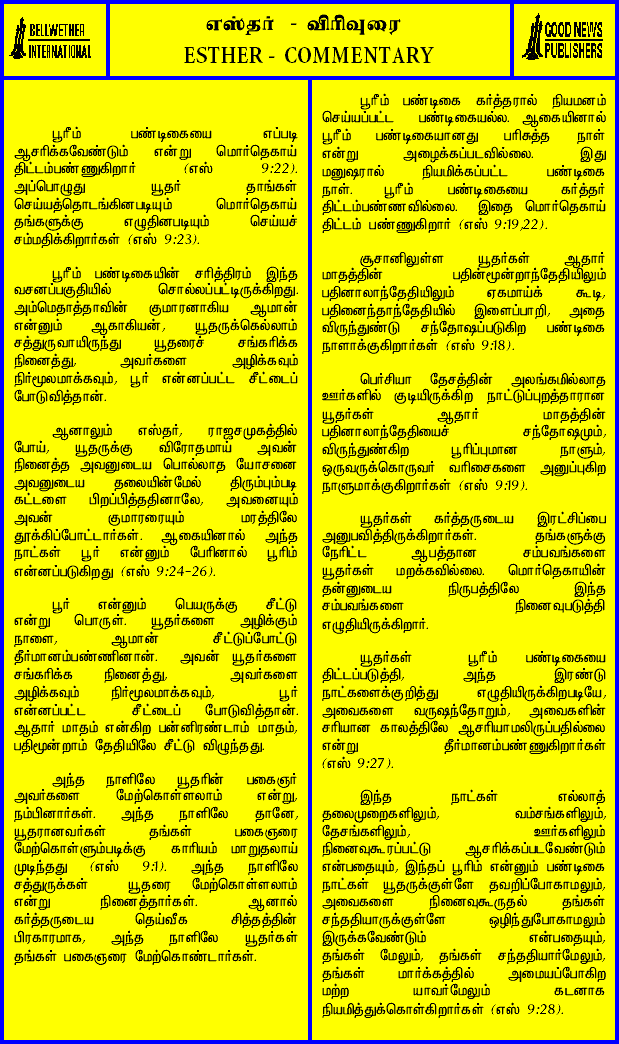 BELLWETHER
INTERNATIONAL
எஸ்தர் - விரிவுரை
ESTHER - COMMENTARY
GOOD NEWS
PUBLISHERS
பூரீம் பண்டிகையை எப்படி
ஆசரிக்கவேண்டும் என்று மொர்தெகாய்
திட்டம்பண்ணுகிறார் (எஸ் 9:22).
அப்பொழுது யூதர் தாங்கள்
செய்யத்தொடங்கினபடியும் மொர்தெகாய்
தங்களுக்கு எழுதினபடியும் செய்யச்
சம்மதிக்கிறார்கள் (எஸ் 9:23).
பூரீம் பண்டிகையின் சரித்திரம் இந்த
வசனப்பகுதியில் சொல்லப்பட்டிருக்கிறது.
அம்மெதாத்தாவின் குமாரனாகிய ஆமான்
என்னும் ஆகாகியன், யூதருக்கெல்லாம்
சத்துருவாயிருந்து யூதரைச் சங்கரிக்க
நினைத்து, அவர்களை அழிக்கவும்
நிர்மூலமாக்கவும், பூர் என்னப்பட்ட சீட்டைப்
போடுவித்தான்.
ஆனாலும் எஸ்தர், ராஜசமுகத்தில்
போய், யூதருக்கு விரோதமாய் அவன்
நினைத்த அவனுடைய பொல்லாத யோசனை
அவனுடைய தலையின்மேல் திரும்பும்படி
கட்டளை பிறப்பித்ததினாலே, அவனையும்
அவன் குமாரரையும் மரத்திலே
தூக்கிப்போட்டார்கள். ஆகையினால் அந்த
நாட்கள் பூர் என்னும் பேரினால் பூரிம்
என்னப்படுகிறது (எஸ் 9:24-26).
பூர் என்னும் பெயருக்கு சீட்டு
என்று பொருள். யூதர்களை அழிக்கும்
நாளை, ஆமான் சீட்டுப்போட்டு
தீர்மானம்பண்ணினான். அவன் யூதர்களை
சங்கரிக்க நினைத்து, அவர்களை
அழிக்கவும் நிர்மூலமாக்கவும், பூர்
என்னப்பட்ட சீட்டைப் போடுவித்தான்.
ஆதார் மாதம் என்கிற பன்னிரண்டாம் மாதம்,
பதிமூன்றாம் தேதியிலே சீட்டு விழுந்தது.
அந்த நாளிலே யூதரின் பகைஞர்
அவர்களை மேற்கொள்ளலாம் என்று,
நம்பினார்கள். அந்த நாளிலே தானே,
யூதரானவர்கள் தங்கள் பகைஞரை
மேற்கொள்ளும்படிக்கு காரியம் மாறுதலாய்
முடிந்தது (எஸ் 9:1). அந்த நாளிலே
சத்துருக்கள் யூதரை மேற்கொள்ளலாம்
என்று நினைத்தார்கள். ஆனால்
கர்த்தருடைய தெய்வீக சித்தத்தின்
பிரகாரமாக, அந்த நாளிலே யூதர்கள்
தங்கள் பகைஞரை மேற்கொண்டார்கள்.
பூரீம் பண்டிகை கர்த்தரால் நியமனம்
செய்யப்பட்ட பண்டிகையல்ல. ஆகையினால்
பூரீம் பண்டிகையானது பரிசுத்த நாள்
என்று அழைக்கப்படவில்லை. இது
மனுஷரால் நியமிக்கப்பட்ட பண்டிகை
நாள். பூரீம் பண்டிகையை கர்த்தர்
திட்டம்பண்ணவில்லை. இதை மொர்தெகாய்
திட்டம் பண்ணுகிறார் (எஸ் 9:19,22).
சூசானிலுள்ள யூதர்கள் ஆதார்
மாதத்தின் பதின்மூன்றாந்தேதியிலும்
பதினாலாந்தேதியிலும் ஏகமாய்க் கூடி,
பதினைந்தாந்தேதியில் இளைப்பாறி, அதை
விருந்துண்டு சந்தோஷப்படுகிற பண்டிகை
நாளாக்குகிறார்கள் (எஸ் 9:18).
பெர்சியா தேசத்தின் அலங்கமில்லாத
ஊர்களில் குடியிருக்கிற நாட்டுப்புறத்தாரான
யூதர்கள் ஆதார் மாதத்தின்
பதினாலாந்தேதியைச் சந்தோஷமும்,
விருந்துண்கிற பூரிப்புமான நாளும்,
ஒருவருக்கொருவர் வரிசைகளை அனுப்புகிற
நாளுமாக்குகிறார்கள் (எஸ் 9:19).
யூதர்கள் கர்த்தருடைய இரட்சிப்பை
அனுபவித்திருக்கிறார்கள். தங்களுக்கு
நேரிட்ட ஆபத்தான சம்பவங்களை
யூதர்கள் மறக்கவில்லை. மொர்தெகாயின்
தன்னுடைய நிருபத்திலே இந்த
சம்பவங்களை நினைவுபடுத்தி
எழுதியிருக்கிறார்.
யூதர்கள் பூரீம் பண்டிகையை
திட்டப்படுத்தி, அந்த இரண்டு
நாட்களைக்குறித்து எழுதியிருக்கிறபடியே,
அவைகளை வருஷந்தோறும், அவைகளின்
சரியான காலத்திலே ஆசரியாமலிருப்பதில்லை
என்று தீர்மானம்பண்ணுகிறார்கள்
(எஸ் 9:27).
இந்த நாட்கள் எல்லாத்
தலைமுறைகளிலும், வம்சங்களிலும்,
தேசங்களிலும், ஊர்களிலும்
நினைவுகூரப்பட்டு ஆசரிக்கப்படவேண்டும்
என்பதையும், இந்தப் பூரிம் என்னும் பண்டிகை
நாட்கள் யூதருக்குள்ளே தவறிப்போகாமலும்,
அவைகளை நினைவுகூருதல் தங்கள்
சந்ததியாருக்குள்ளே ஒழிந்துபோகாமலும்
இருக்கவேண்டும் என்பதையும்,
தங்கள் மேலும், தங்கள் சந்ததியார்மேலும்,
தங்கள் மார்க்கத்தில் அமையப்போகிற
மற்ற யாவர்மேலும் கடனாக
நியமித்துக்கொள்கிறார்கள் (எஸ் 9:28).